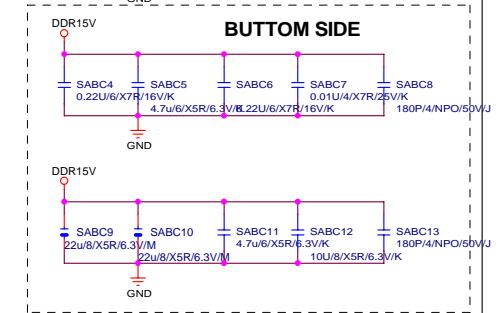 GND
DDR15V
BUTTOM SIDE
SABC4
0.22U/6/X7R/16V/K
SABC5
4.7u/6/X5R/6.3V/K
SABC6
0.22U/6/X7R/16V/K
SABC7
0.01U/4/X7R/25V/K
SABC8
180P/4/NPO/50V/J
GND
DDR15V
SABC9
22u/8/X5R/6.3V/M
SABC10
22u/8/X5R/6.3V/M
SABC11
4.7u/6/X5R/6.3V/K
SABC12
10U/8/X5R/6.3V/K
SABC13
180P/4/NPO/50V/J
GND